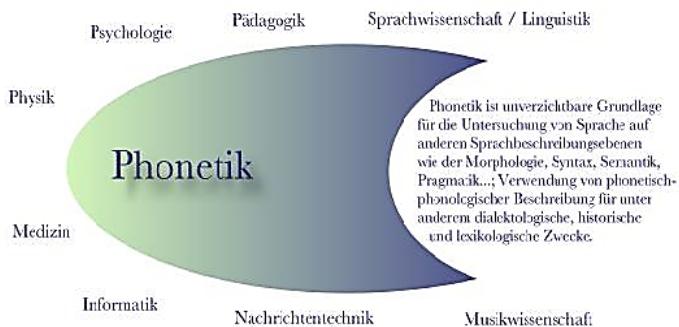 Psychologie
Pädagogik
Sprachwissenschaft / Linguistik
Physik
Phonetik
Phonetik ist unverzichtbare Grundlage
für die Untersuchung von Sprache auf
anderen Sprachbeschreibungsebenen
wie der Morphologie, Syntax, Semantik,
Pragmatik...; Verwendung von phonetisch-
phonologischer Beschreibung für unter
anderem dialektologische, historische
und lexikologische Zwecke.
Medizin
Informatik
Nachrichtentechnik
Musikwissenschaft